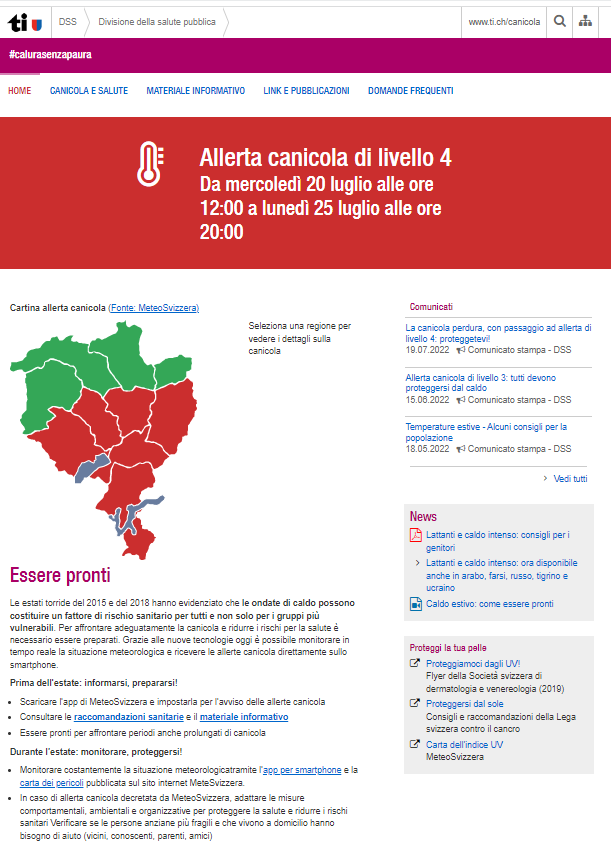 ti
DSS
Divisione della salute pubblica
www.ti.ch/canicola
#calurasenzapaura
HOME
CANICOLA E SALUTE
MATERIALE INFORMATIVO
LINK E PUBBLICAZIONI
DOMANDE FREQUENTI
Allerta canicola di livello 4
Da mercoledì 20 luglio alle ore
12:00 a lunedì 25 luglio alle ore
20:00
Cartina allerta canicola (Fonte: MeteoSvizzera)
Seleziona una regione per
vedere i dettagli sulla
canicola
Essere pronti
Le estati torride del 2015 e del 2018 hanno evidenziato che le ondate di caldo possono
costituire un fattore di rischio sanitario per tutti e non solo per i gruppi più
vulnerabili. Per affrontare adeguatamente la canicola e ridurre i rischi per la salute é
necessario essere preparati. Grazie alle nuove tecnologie oggi é possibile monitorare in
tempo reale la situazione meteorologica e ricevere le allerte canicola direttamente sullo
smartphone.
Prima dell'estate: informarsi, prepararsi!
Scaricare l'app di MeteoSvizzera e impostarla per l'avviso delle allerte canicola
Consultare le raccomandazioni sanitarie e il materiale informativo
Essere pronti per affrontare periodi anche prolungati di canicola
Durante l'estate: monitorare, proteggersi!
Monitorare costantemente la situazione meteorologicatramite l'app per smartphone e la
carta dei pericoli pubblicata sul sito internet MeteSvizzera.
In caso di allerta canicola decretata da MeteoSvizzera, adattare le misure
comportamentali, ambientali e organizzative per proteggere la salute e ridurre i rischi
sanitari Verificare se le persone anziane più fragili e che vivono a domicilio hanno
bisogno di aiuto (vicini, conoscenti, parenti, amici)
Comunicati
La canicola perdura, con passaggio ad allerta di
livello 4: proteggetevi!
19.07.2022 Comunicato stampa - DSS
Allerta canicola di livello 3: tutti devono
proteggersi dal caldo
15.06.2022 Comunicato stampa - DSS
Temperature estive - Alcuni consigli per la
popolazione
18.05.2022 Comunicato stampa - DSS
Vedi tutti
News
Lattanti e caldo intenso: consigli per i
genitori
Lattanti e caldo intenso: ora disponibile
anche in arabo, farsi, russo, tigrino e
ucraino
Caldo estivo: come essere pronti
Proteggi la tua pelle
Proteggiamoci dagli UV!
Flyer della Società svizzera di
dermatologia e venereologia (2019)
Proteggersi dal sole
Consigli e raccomandazioni della Lega
svizzera contro il cancro
Carta dell'indice UV
MeteoSvizzera